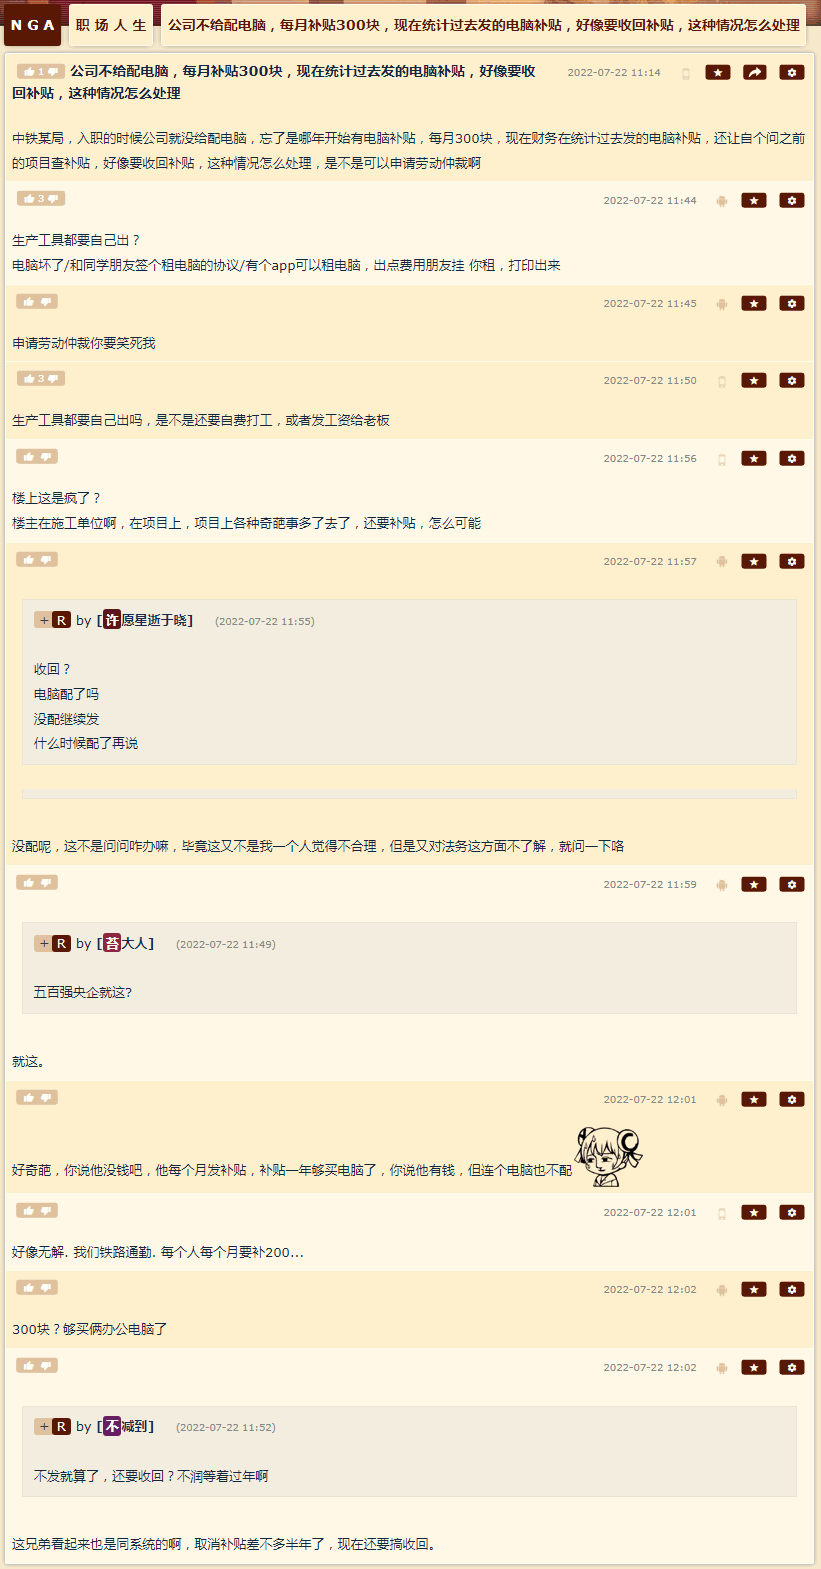 NGA 职场人生 公司不给配电脑，每月补贴300块，现在统计过去发的电脑补贴，好像要收回补贴，这种情况怎么处理
1 公司不给配电脑，每月补贴300块，现在统计过去发的电脑补贴，好像要收 2022-07-22 11:14
回补贴，这种情况怎么处理
中铁某局，入职的时候公司就没给配电脑，忘了是哪年开始有电脑补贴，每月300块，现在财务在统计过去发的电脑补贴，还让自个问之前
的项目查补贴，好像要收回补贴，这种情况怎么处理，是不是可以申请劳动仲裁啊
3 2022-07-22 11:44
生产工具都要自己出？
电脑坏了/和同学朋友签个租电脑的协议/有个app可以租电脑，出点费用朋友挂 你租，打印出来
2022-07-22 11:45
申请劳动仲裁你要笑死我
3 2022-07-22 11:50
生产工具都要自己出吗，是不是还要自费打工，或者发工资给老板
2022-07-22 11:56
楼上这是疯了？
楼主在施工单位啊，在项目上，项目上各种奇葩事多了去了，还要补贴，怎么可能
2022-07-22 11:57
+ R by [许愿星逝于晓] (2022-07-22 11:55)
收回？
电脑配了吗
没配继续发
什么时候配了再说
没配呢，这不是问问咋办嘛，毕竟这又不是我一个人觉得不合理，但是又对法务这方面不了解，就问一下咯
2022-07-22 11:59
+ R by [苔大人] (2022-07-22 11:49)
五百强央企就这?
就这。
2022-07-22 12:01
好奇葩，你说他没钱吧，他每个月发补贴，补贴一年够买电脑了，你说他有钱，但连个电脑也不配
2022-07-22 12:01
好像无解. 我们铁路通勤. 每个人每个月要补200...
2022-07-22 12:02
300块？够买俩办公电脑了
2022-07-22 12:02
+ R by [不减到] (2022-07-22 11:52)
不发就算了，还要收回？不润等着过年啊
这兄弟看起来也是同系统的啊，取消补贴差不多半年了，现在还要搞收回。